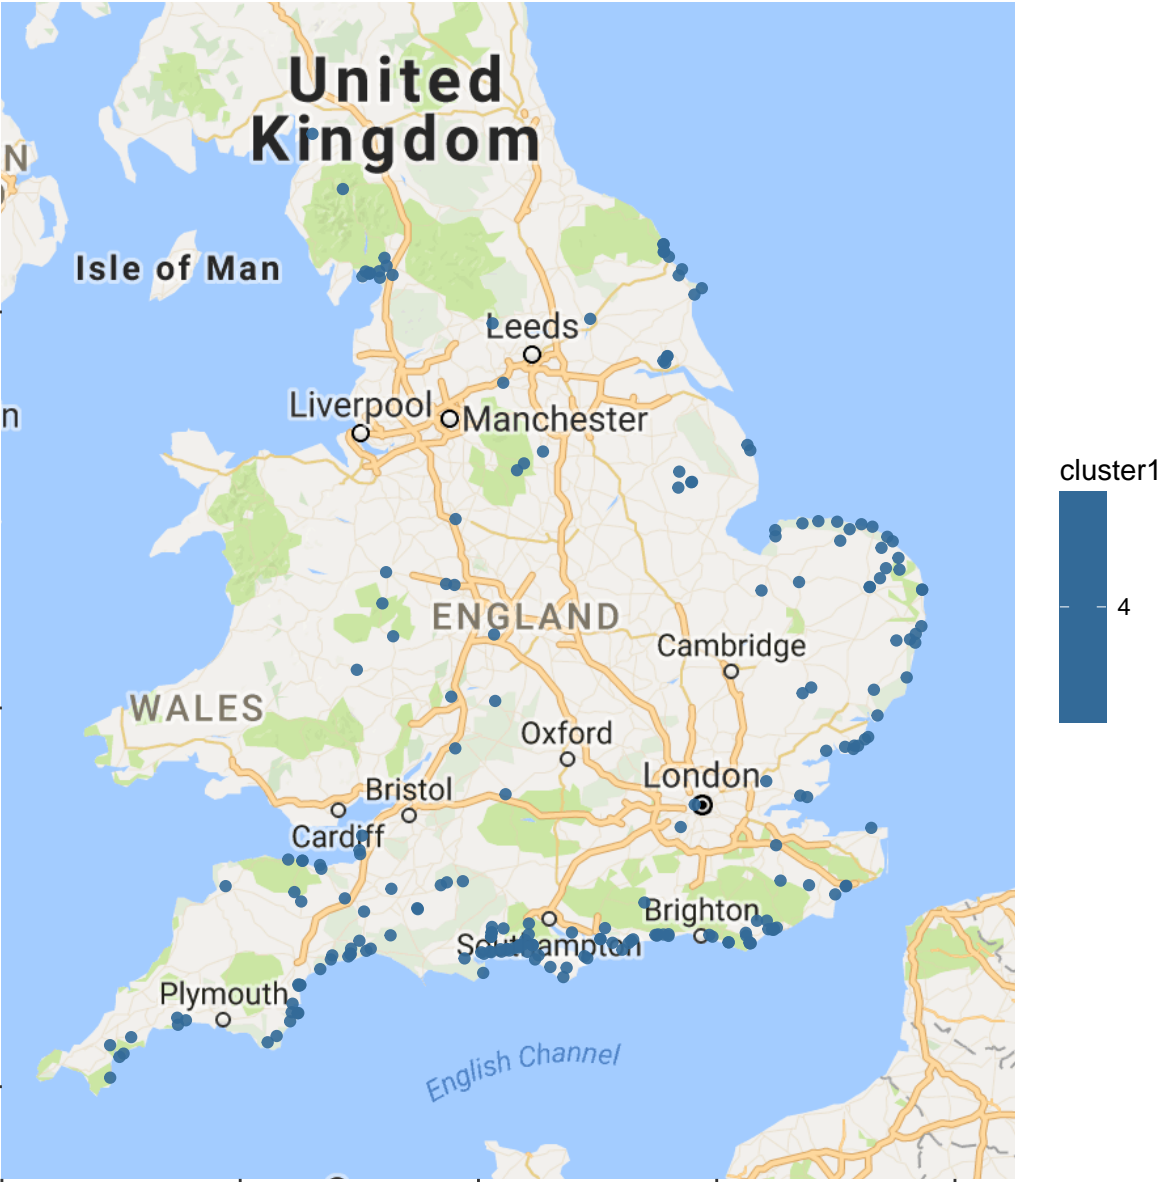 United
Kingdom
N
Isle of Man
Leeds
Liverpool
Manchester
n
cluster1
4
ENGLAND
Cambridge
WALES
Oxford
London
Bristol
Cardiff
Brighton
Southampton
Plymouth
English Channel